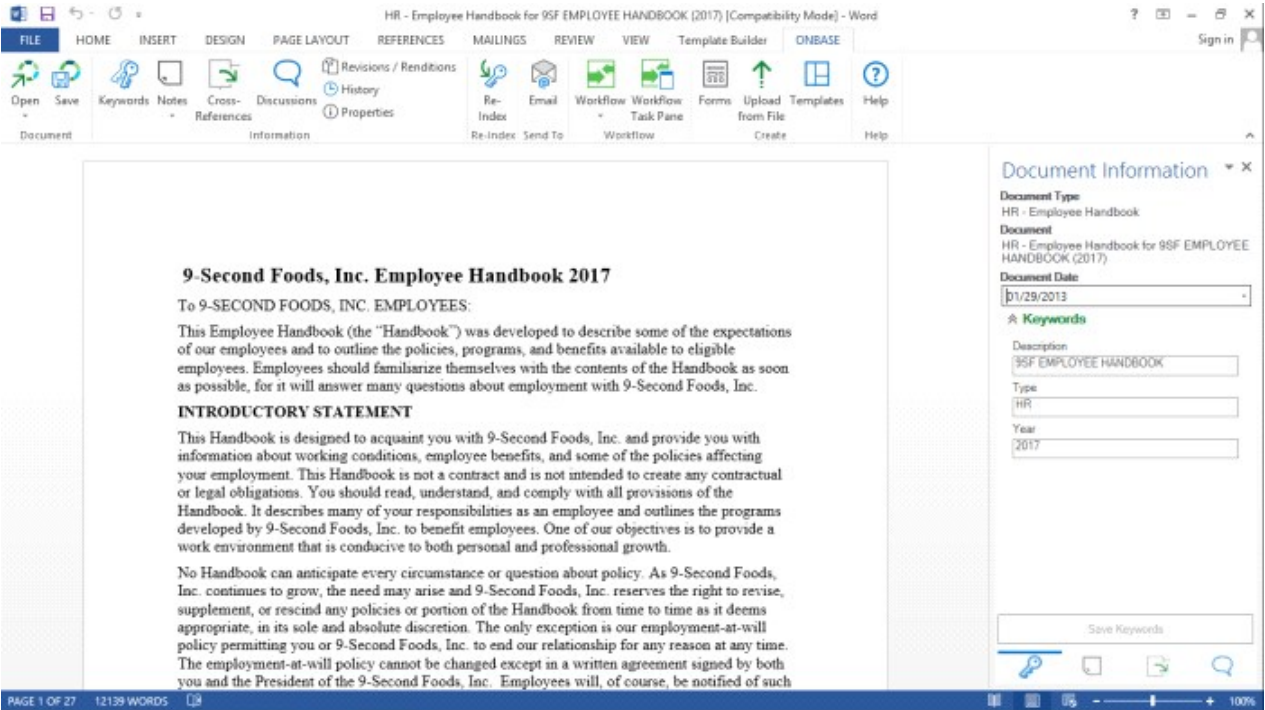 HR - Employee Handbook for 9SF EMPLOYEE HANDBOOK (2017) [Compatibility Mode] - Word
FILE HOME INSERT DESIGN PAGE LAYOUT REFERENCES MAILINGS REVIEW VIEW Template Builder ONBASE Sign in
Open Save Keywords Notes Cross-References Discussions Revisions / Renditions History Properties Re-Index Email Workflow Workflow Task Pane Forms Upload from File Templates Help
Document Information Re-Index Send To Workflow Create Help
9-Second Foods, Inc. Employee Handbook 2017
To 9-SECOND FOODS, INC. EMPLOYEES:
This Employee Handbook (the “Handbook”) was developed to describe some of the expectations
of our employees and to outline the policies, programs, and benefits available to eligible
employees. Employees should familiarize themselves with the contents of the Handbook as soon
as possible, for it will answer many questions about employment with 9-Second Foods, Inc.
INTRODUCTORY STATEMENT
This Handbook is designed to acquaint you with 9-Second Foods, Inc. and provide you with
information about working conditions, employee benefits, and some of the policies affecting
your employment. This Handbook is not a contract and is not intended to create any contractual
or legal obligations. You should read, understand, and comply with all provisions of the
Handbook. It describes many of your responsibilities as an employee and outlines the programs
developed by 9-Second Foods, Inc. to benefit employees. One of our objectives is to provide a
work environment that is conducive to both personal and professional growth.
No Handbook can anticipate every circumstance or question about policy. As 9-Second Foods,
Inc. continues to grow, the need may arise and 9-Second Foods, Inc. reserves the right to revise,
supplement, or rescind any policies or portion of the Handbook from time to time as it deems
appropriate, in its sole and absolute discretion. The only exception is our employment-at-will
policy permitting you or 9-Second Foods, Inc. to end our relationship for any reason at any time.
The employment-at-will policy cannot be changed except in a written agreement signed by both
you and the President of the 9-Second Foods, Inc. Employees will, of course, be notified of such
Document Information
Document Type
HR - Employee Handbook
Document
HR - Employee Handbook for 9SF EMPLOYEE
HANDBOOK (2017)
Document Date
01/29/2013
Keywords
Description
9SF EMPLOYEE HANDBOOK
Type
HR
Year
2017
Save Keywords
PAGE 1 OF 27 12139 WORDS 100%